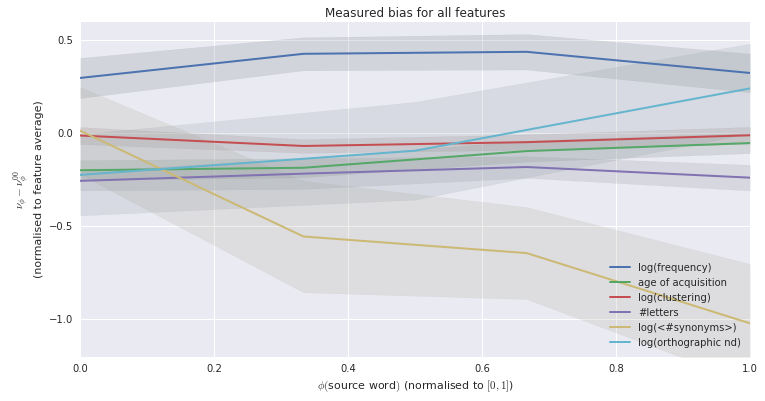 Measured bias for all features
0.5
0.0
−0.5
−1.0
ν_ϕ − ν_ϕ^00
(normalised to feature average)
log(frequency)
age of acquisition
log(clustering)
#letters
log(<#synonyms>)
log(orthographic nd)
0.0 0.2 0.4 0.6 0.8 1.0
ϕ(source word) (normalised to [0, 1])